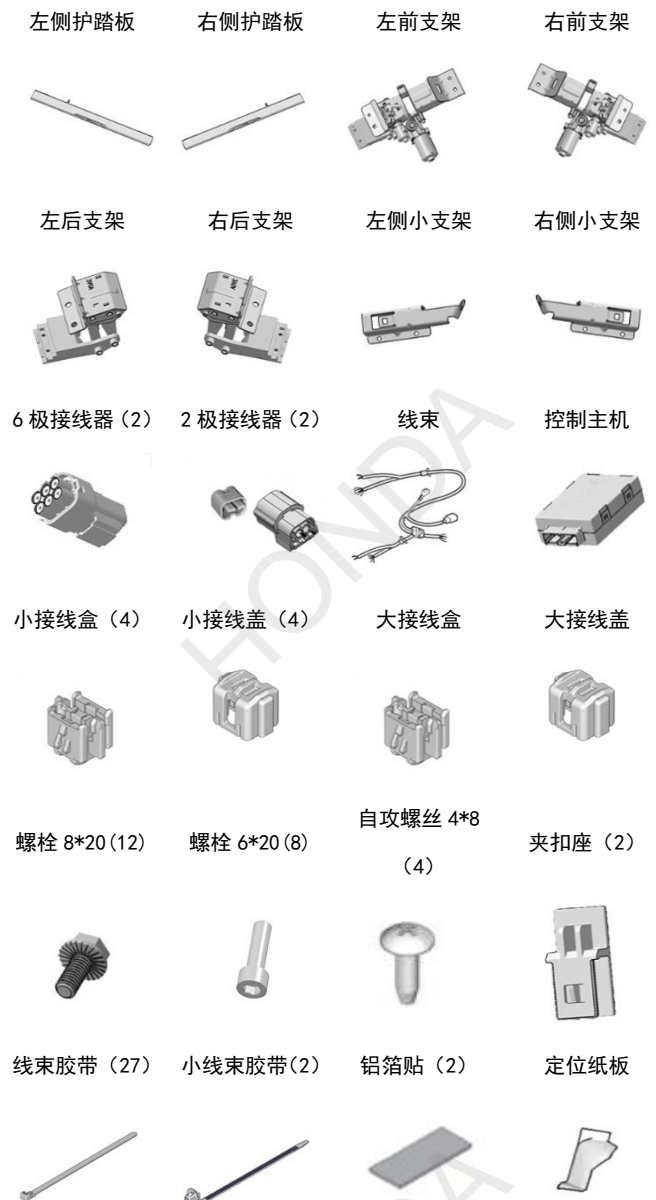 左侧护踏板 右侧护踏板 左前支架 右前支架
左后支架 右后支架 左侧小支架 右侧小支架
6 极接线器（2） 2 极接线器（2） 线束 控制主机
小接线盒（4） 小接线盖（4） 大接线盒 大接线盖
螺栓 8*20(12) 螺栓 6*20(8) 自攻螺丝 4*8
（4） 夹扣座（2）
线束胶带（27） 小线束胶带(2) 铝箔贴（2） 定位纸板
HONDA